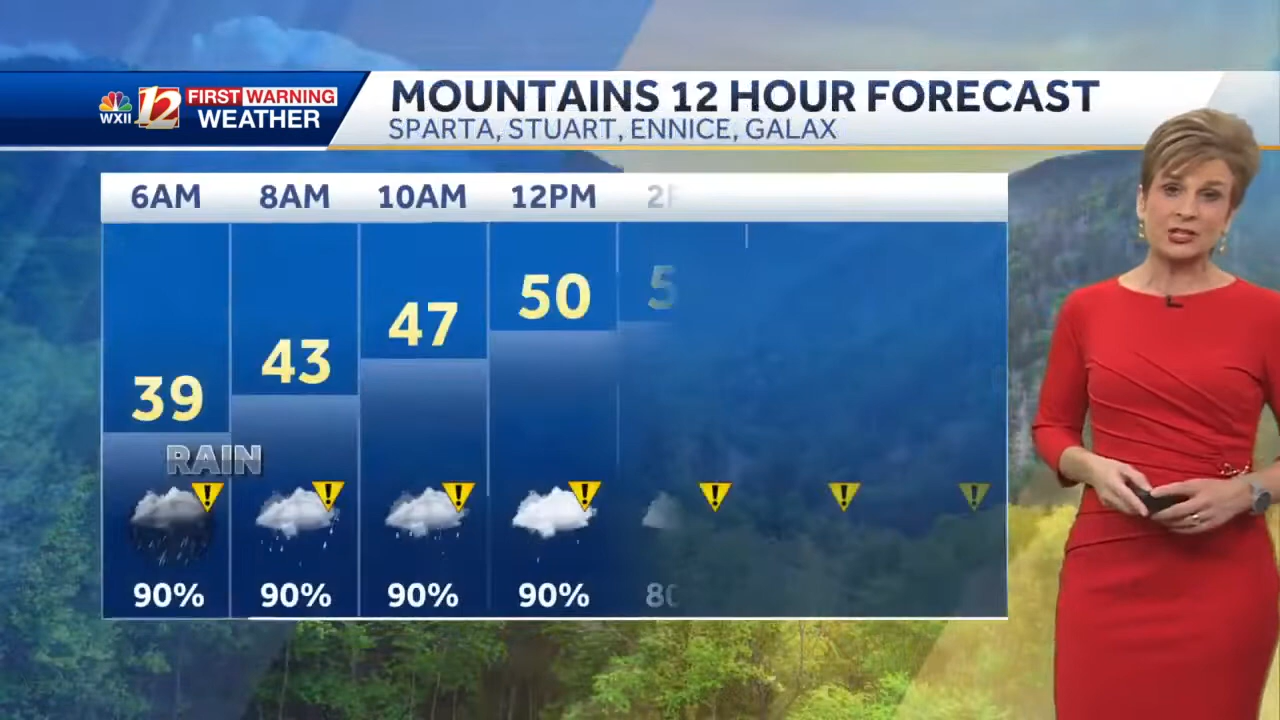 WXII 12 FIRST WARNING
WEATHER
MOUNTAINS 12 HOUR FORECAST
SPARTA, STUART, ENNICE, GALAX
6AM 8AM 10AM 12PM
39 43 47 50
RAIN
90% 90% 90% 90%